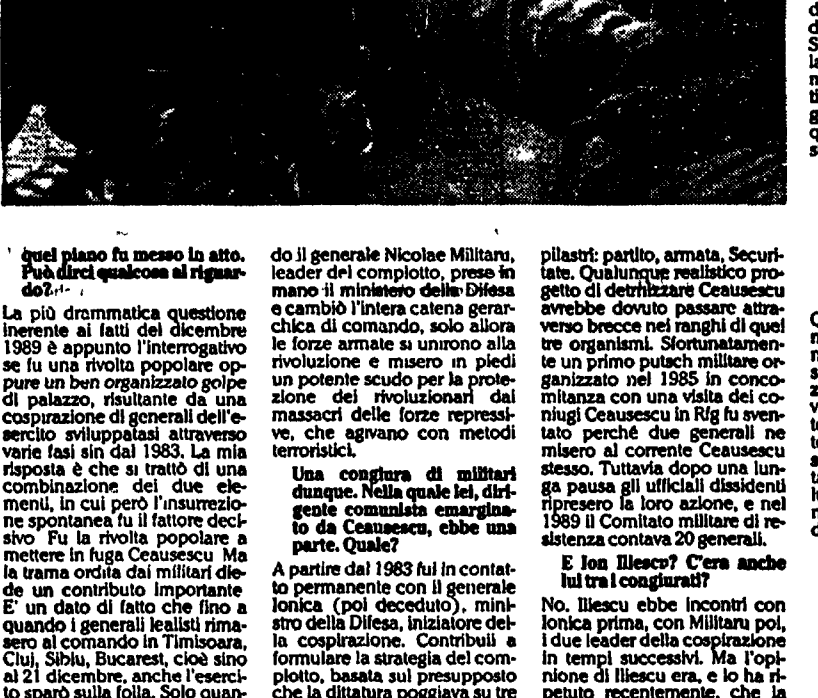 quel piano fu messo in atto.
Può dirci qualcosa al riguar-
do?
La più drammatica questione
inerente ai fatti del dicembre
1989 è appunto l'interrogativo
se fu una rivolta popolare op-
pure un ben organizzato golpe
di palazzo, risultante da una
cospirazione di generali dell'e-
sercito sviluppatasi attraverso
varie fasi sin dal 1983. La mia
risposta è che si trattò di una
combinazione dei due ele-
menti, in cui però l'insurrezio-
ne spontanea fu il fattore deci-
sivo Fu la rivolta popolare a
mettere in fuga Ceausescu Ma
la trama ordita dai militari die-
de un contributo importante
E' un dato di fatto che fino a
quando i generali lealisti rima-
sero al comando in Timisoara,
Cluj, Sibiu, Bucarest, cioè sino
al 21 dicembre, anche l'eserci-
to sparò sulla folla. Solo quan-
do il generale Nicolae Militaru,
leader del complotto, prese in
mano il ministero della Difesa
e cambiò l'intera catena gerar-
chica di comando, solo allora
le forze armate si unirono alla
rivoluzione e misero in piedi
un potente scudo per la prote-
zione dei rivoluzionari dai
massacri delle forze repressi-
ve, che agivano con metodi
terroristici.
Una congiura di militari
dunque. Nella quale lei, diri-
gente comunista emargina-
to da Ceausescu, ebbe una
parte. Quale?
A partire dal 1983 fui in contat-
to permanente con il generale
Ionica (poi deceduto), mini-
stro della Difesa, iniziatore del-
la cospirazione. Contribuii a
formulare la strategia del com-
plotto, basata sul presupposto
che la dittatura poggiava su tre
pilastri: partito, armata, Securi-
tate. Qualunque realistico pro-
getto di detrhizzare Ceausescu
avrebbe dovuto passare attra-
verso brecce nei ranghi di quei
tre organismi. Sfortunatamen-
te un primo putsch militare or-
ganizzato nel 1985 in conco-
mitanza con una visita dei co-
niugi Ceausescu in Rfg fu sven-
tato perché due generali ne
misero al corrente Ceausescu
stesso. Tuttavia dopo una lun-
ga pausa gli ufficiali dissidenti
ripresero la loro azione, e nel
1989 il Comitato militare di re-
sistenza contava 20 generali.
E Ion Iliescu? C'era anche
lui tra i congiurati?
No. Iliescu ebbe incontri con
Ionica prima, con Militaru poi,
i due leader della cospirazione
in tempi successivi. Ma l'opi-
nione di Iliescu era, e lo ha ri-
petuto recentemente, che la